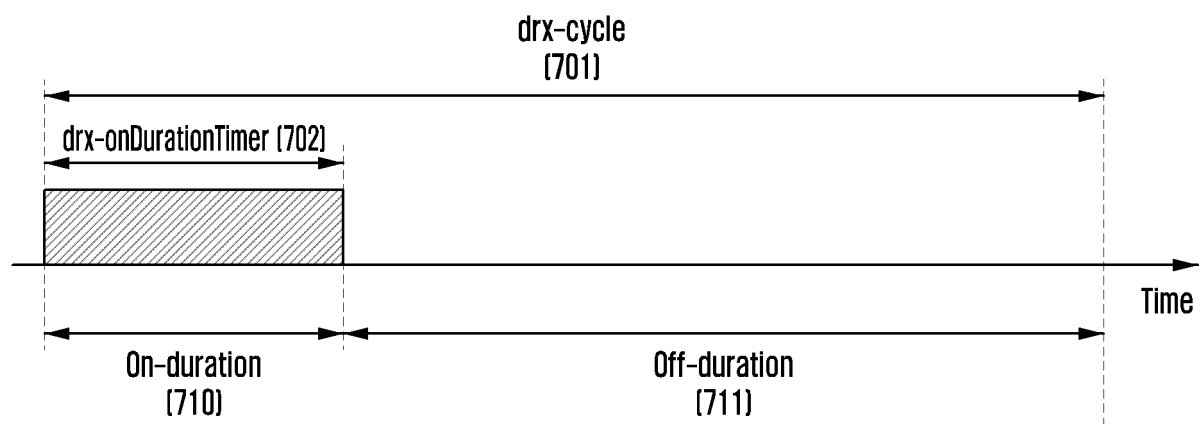 drx-cycle
(701)
drx-onDurationTimer (702)
Time
On-duration
(710)
Off-duration
(711)